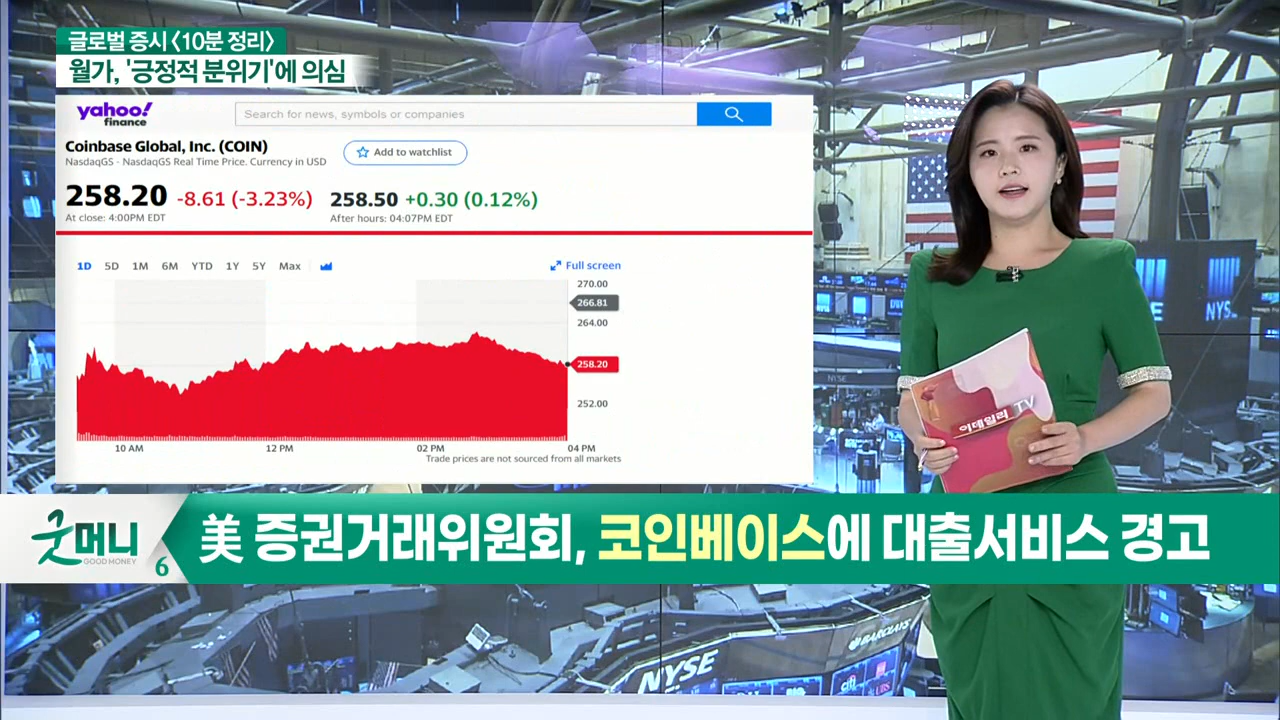 글로벌 증시 〈10분 정리〉
월가, '긍정적 분위기'에 의심
yahoo!
finance
Search for news, symbols or companies
Coinbase Global, Inc. (COIN)
NasdaqGS - NasdaqGS Real Time Price. Currency in USD
Add to watchlist
258.20 -8.61 (-3.23%)
At close: 4:00PM EDT
258.50 +0.30 (0.12%)
After hours: 04:07PM EDT
1D 5D 1M 6M YTD 1Y 5Y Max
Full screen
270.00
266.81
264.00
258.20
252.00
10 AM 12 PM 02 PM 04 PM
Trade prices are not sourced from all markets
이데일리 TV
NYS
NYSE
굿머니
GOOD MONEY
6
美 증권거래위원회, 코인베이스에 대출서비스 경고
NYSE
BARCLAYS
citi
UBS